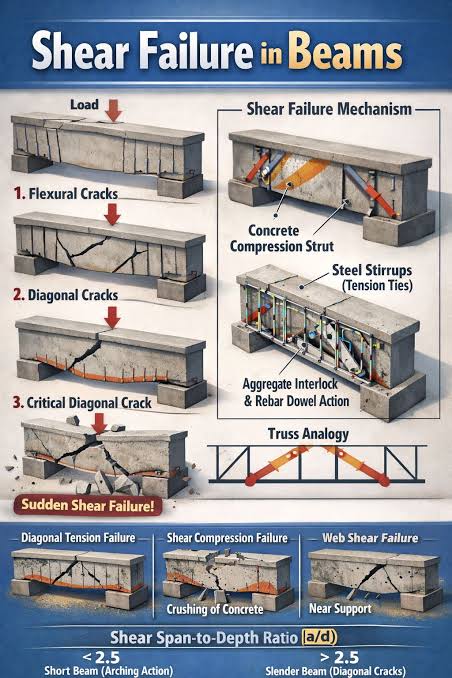 Shear Failure in Beams
Load
1. Flexural Cracks
2. Diagonal Cracks
3. Critical Diagonal Crack
Sudden Shear Failure!
Shear Failure Mechanism
Concrete
Compression Strut
Steel Stirrups
(Tension Ties)
Aggregate Interlock
& Rebar Dowel Action
Truss Analogy
Diagonal Tension Failure
Shear Compression Failure
Crushing of Concrete
Web Shear Failure
Near Support
Shear Span-to-Depth Ratio (a/d)
< 2.5
Short Beam (Arching Action)
> 2.5
Slender Beam (Diagonal Cracks)